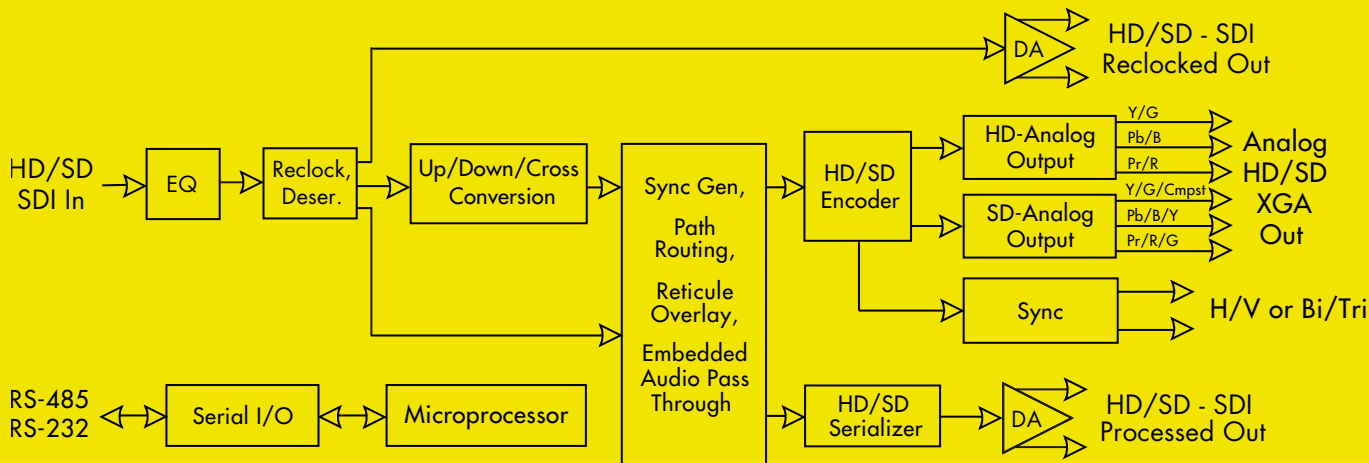 DA
HD/SD - SDI
Reclocked Out
HD/SD
SDI In
EQ
Reclock,
Deser.
Up/Down/Cross
Conversion
Sync Gen,
Path
Routing,
Reticule
Overlay,
Embedded
Audio Pass
Through
HD/SD
Encoder
HD-Analog
Output
Y/G
Pb/B
Pr/R
SD-Analog
Output
Y/G/Cmpst
Pb/B/Y
Pr/R/G
Analog
HD/SD
XGA
Out
Sync
H/V or Bi/Tri
RS-485
RS-232
Serial I/O
Microprocessor
HD/SD
Serializer
DA
HD/SD - SDI
Processed Out